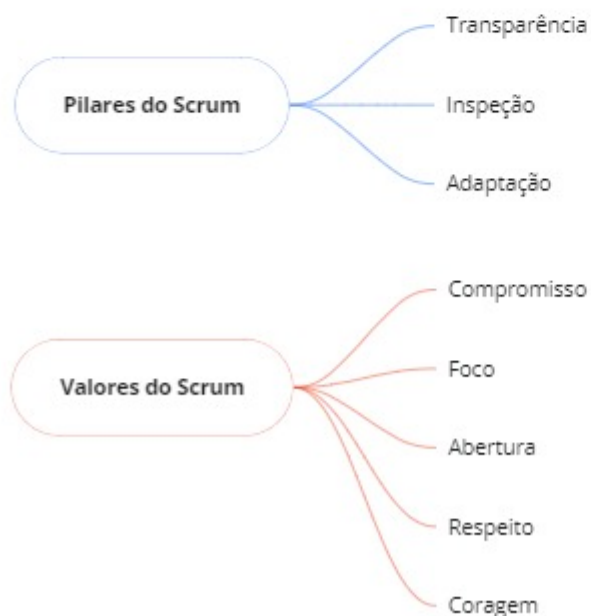 Pilares do Scrum
Transparência
Inspeção
Adaptação
Valores do Scrum
Compromisso
Foco
Abertura
Respeito
Coragem